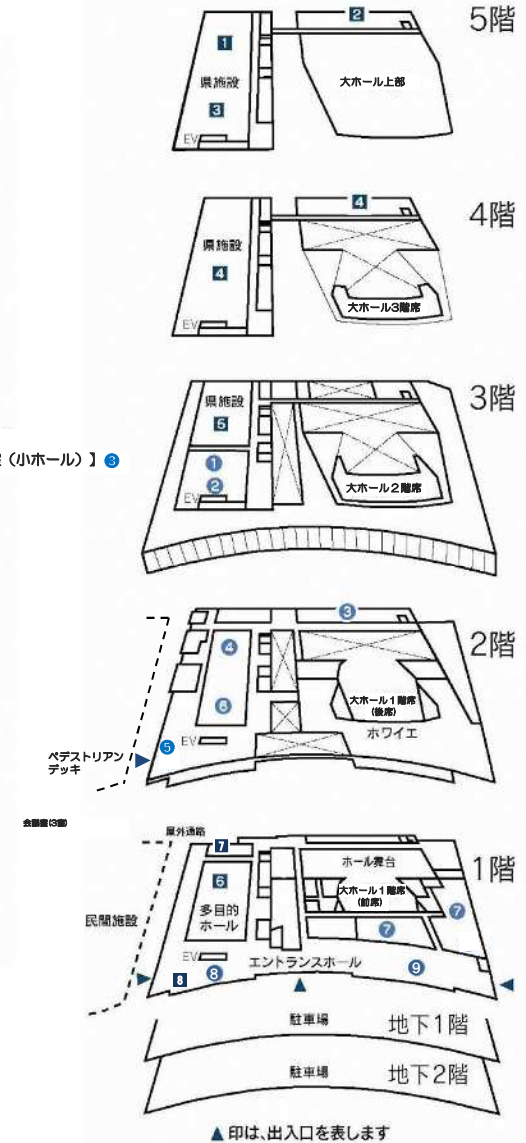 5階
2
1
県施設
大ホール上部
3
EV
4階
4
県施設
4
大ホール3階席
EV
3階
県施設
5
（小ホール）】3
1
2
EV
大ホール2階席
2階
3
4
大ホール1階席
(後席)
6
ホワイエ
5
EV
ペデストリアン
デッキ
会議室(3室)
屋外通路
7
1階
ホール舞台
6
大ホール1階席
(前席)
多目的
ホール
7
7
民間施設
EV
エントランスホール
8
8
9
駐車場
地下1階
駐車場
地下2階
▲印は、出入口を表します